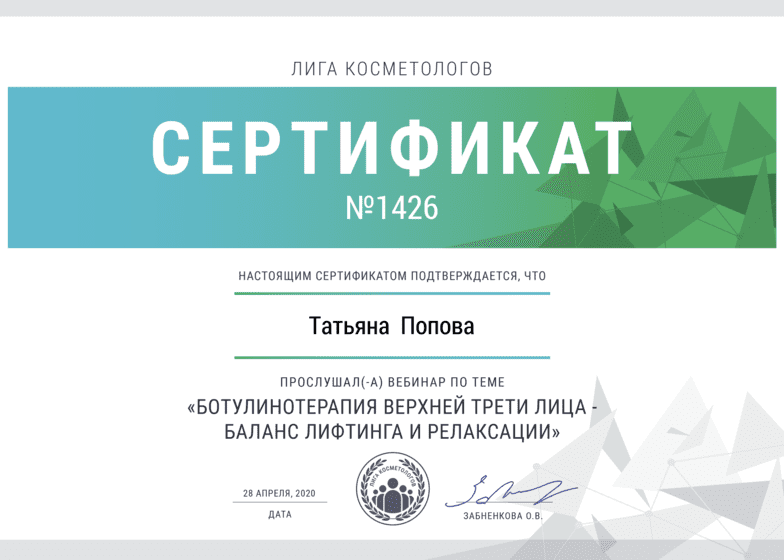 ЛИГА КОСМЕТОЛОГОВ
СЕРТИФИКАТ
№1426
НАСТОЯЩИМ СЕРТИФИКАТОМ ПОДТВЕРЖДАЕТСЯ, ЧТО
Татьяна Попова
ПРОСЛУШАЛ(-А) ВЕБИНАР ПО ТЕМЕ
«БОТУЛИНОТЕРАПИЯ ВЕРХНЕЙ ТРЕТИ ЛИЦА -
БАЛАНС ЛИФТИНГА И РЕЛАКСАЦИИ»
ЛИГА КОСМЕТОЛОГОВ
28 АПРЕЛЯ, 2020
ДАТА
ЗАБНЕНКОВА О.В.